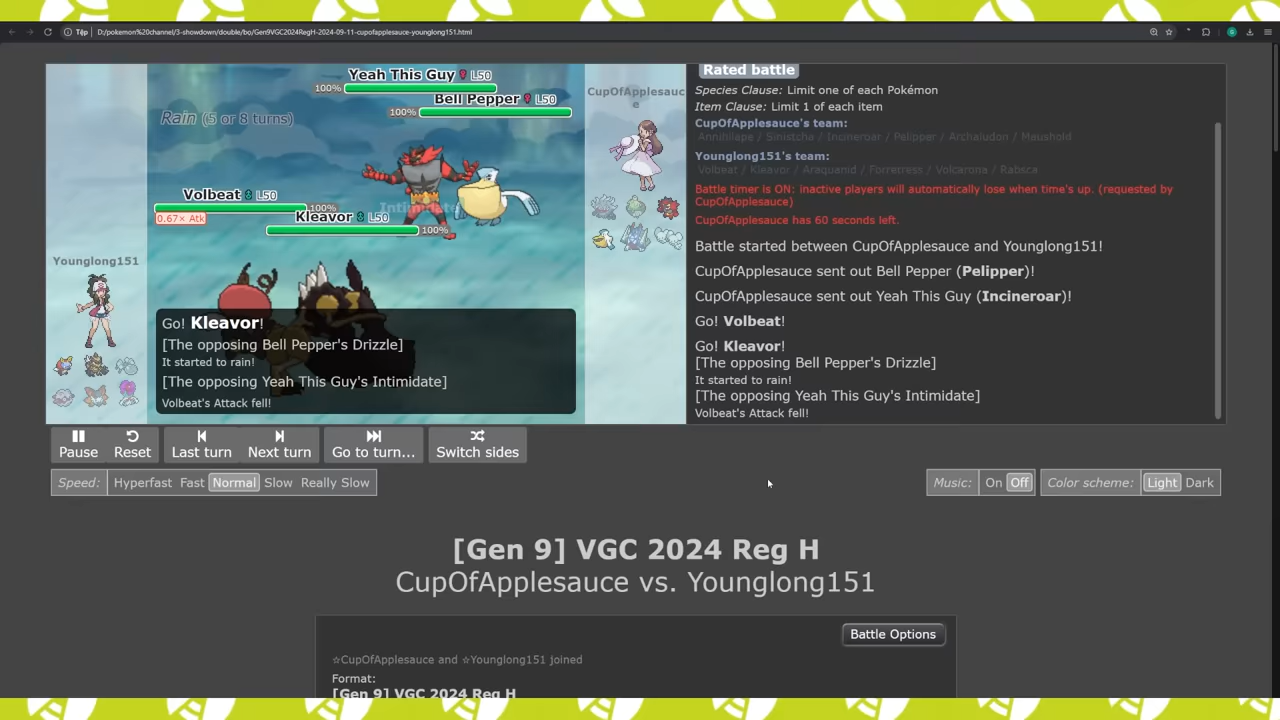 Tệp
D:/pokemon%20channel/3-showdown/double/bo/Gen9VGC2024RegH-2024-09-11-cupofapplesauce-younglong151.html
Yeah This Guy L50
100%
Bell Pepper L50
100%
Rain (5 or 8 turns)
Volbeat L50
100%
0.67× Atk
Kleavor L50
100%
Intimidate
CupOfApplesauc
e
Younglong151
Go! Kleavor!
[The opposing Bell Pepper's Drizzle]
It started to rain!
[The opposing Yeah This Guy's Intimidate]
Volbeat's Attack fell!
Rated battle
Species Clause: Limit one of each Pokémon
Item Clause: Limit 1 of each item
CupOfApplesauce's team:
Annihilape / Sinistcha / Incineroar / Pelipper / Archaludon / Maushold
Younglong151's team:
Volbeat / Kleavor / Araquanid / Forretress / Volcarona / Rabsca
Battle timer is ON: inactive players will automatically lose when time's up. (requested by
CupOfApplesauce)
CupOfApplesauce has 60 seconds left.
Battle started between CupOfApplesauce and Younglong151!
CupOfApplesauce sent out Bell Pepper (Pelipper)!
CupOfApplesauce sent out Yeah This Guy (Incineroar)!
Go! Volbeat!
Go! Kleavor!
[The opposing Bell Pepper's Drizzle]
It started to rain!
[The opposing Yeah This Guy's Intimidate]
Volbeat's Attack fell!
Pause Reset Last turn Next turn Go to turn... Switch sides
Speed: Hyperfast Fast Normal Slow Really Slow
Music: On Off Color scheme: Light Dark
[Gen 9] VGC 2024 Reg H
CupOfApplesauce vs. Younglong151
Battle Options
☆CupOfApplesauce and ☆Younglong151 joined
Format:
[Gen 9] VGC 2024 Reg H